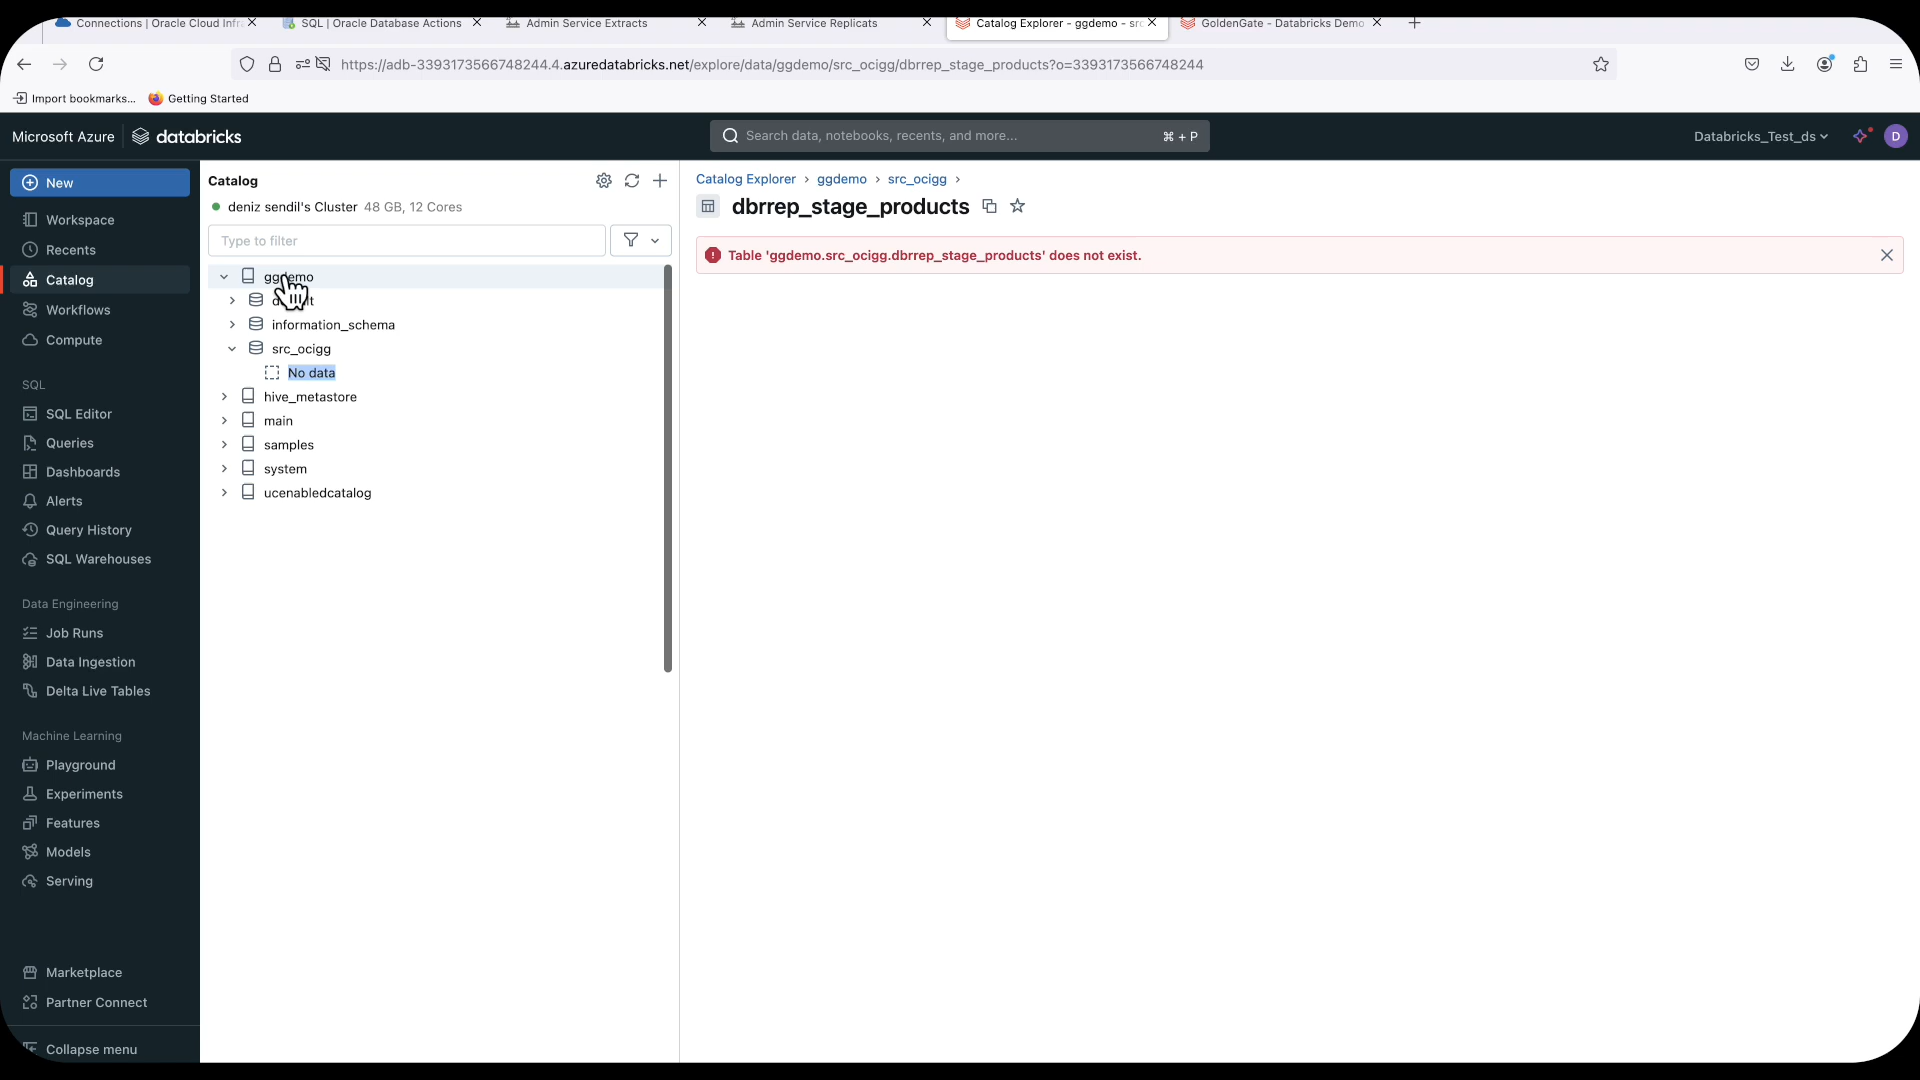 Connections | Oracle Cloud Infra
SQL | Oracle Database Actions
Admin Service Extracts
Admin Service Replicats
Catalog Explorer - ggdemo - src
GoldenGate - Databricks Demo
https://adb-3393173566748244.4.azuredatabricks.net/explore/data/ggdemo/src_ocigg/dbrrep_stage_products?o=3393173566748244
Import bookmarks...
Getting Started
Microsoft Azure
databricks
Search data, notebooks, recents, and more...
⌘ + P
Databricks_Test_ds
D
New
Workspace
Recents
Catalog
Workflows
Compute
SQL
SQL Editor
Queries
Dashboards
Alerts
Query History
SQL Warehouses
Data Engineering
Job Runs
Data Ingestion
Delta Live Tables
Machine Learning
Playground
Experiments
Features
Models
Serving
Marketplace
Partner Connect
Collapse menu
Catalog
deniz sendil's Cluster 48 GB, 12 Cores
Type to filter
ggdemo
information_schema
src_ocigg
No data
hive_metastore
main
samples
system
ucenabledcatalog
Catalog Explorer > ggdemo > src_ocigg >
dbrrep_stage_products
Table 'ggdemo.src_ocigg.dbrrep_stage_products' does not exist.